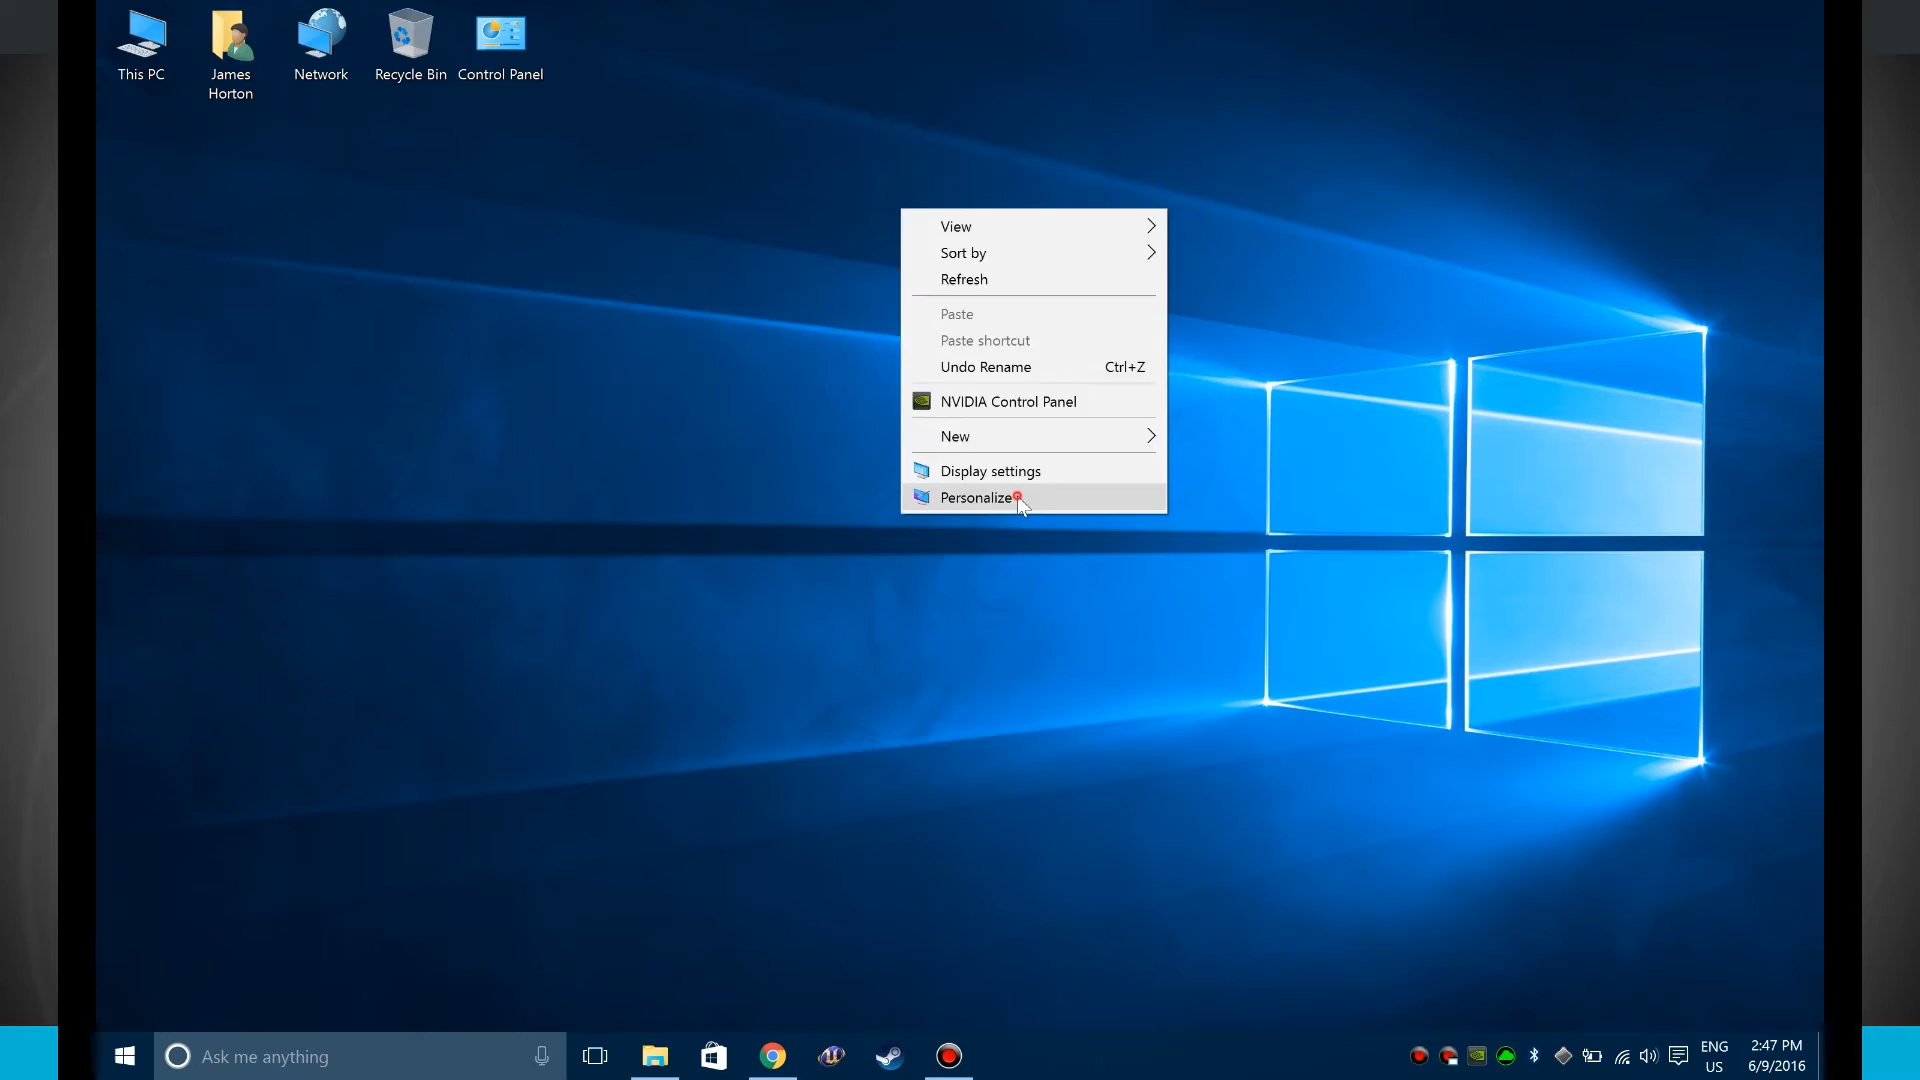 This PC
James
Horton
Network
Recycle Bin
Control Panel
View
Sort by
Refresh
Paste
Paste shortcut
Undo Rename Ctrl+Z
NVIDIA Control Panel
New
Display settings
Personalize
Ask me anything
ENG
US
2:47 PM
6/9/2016